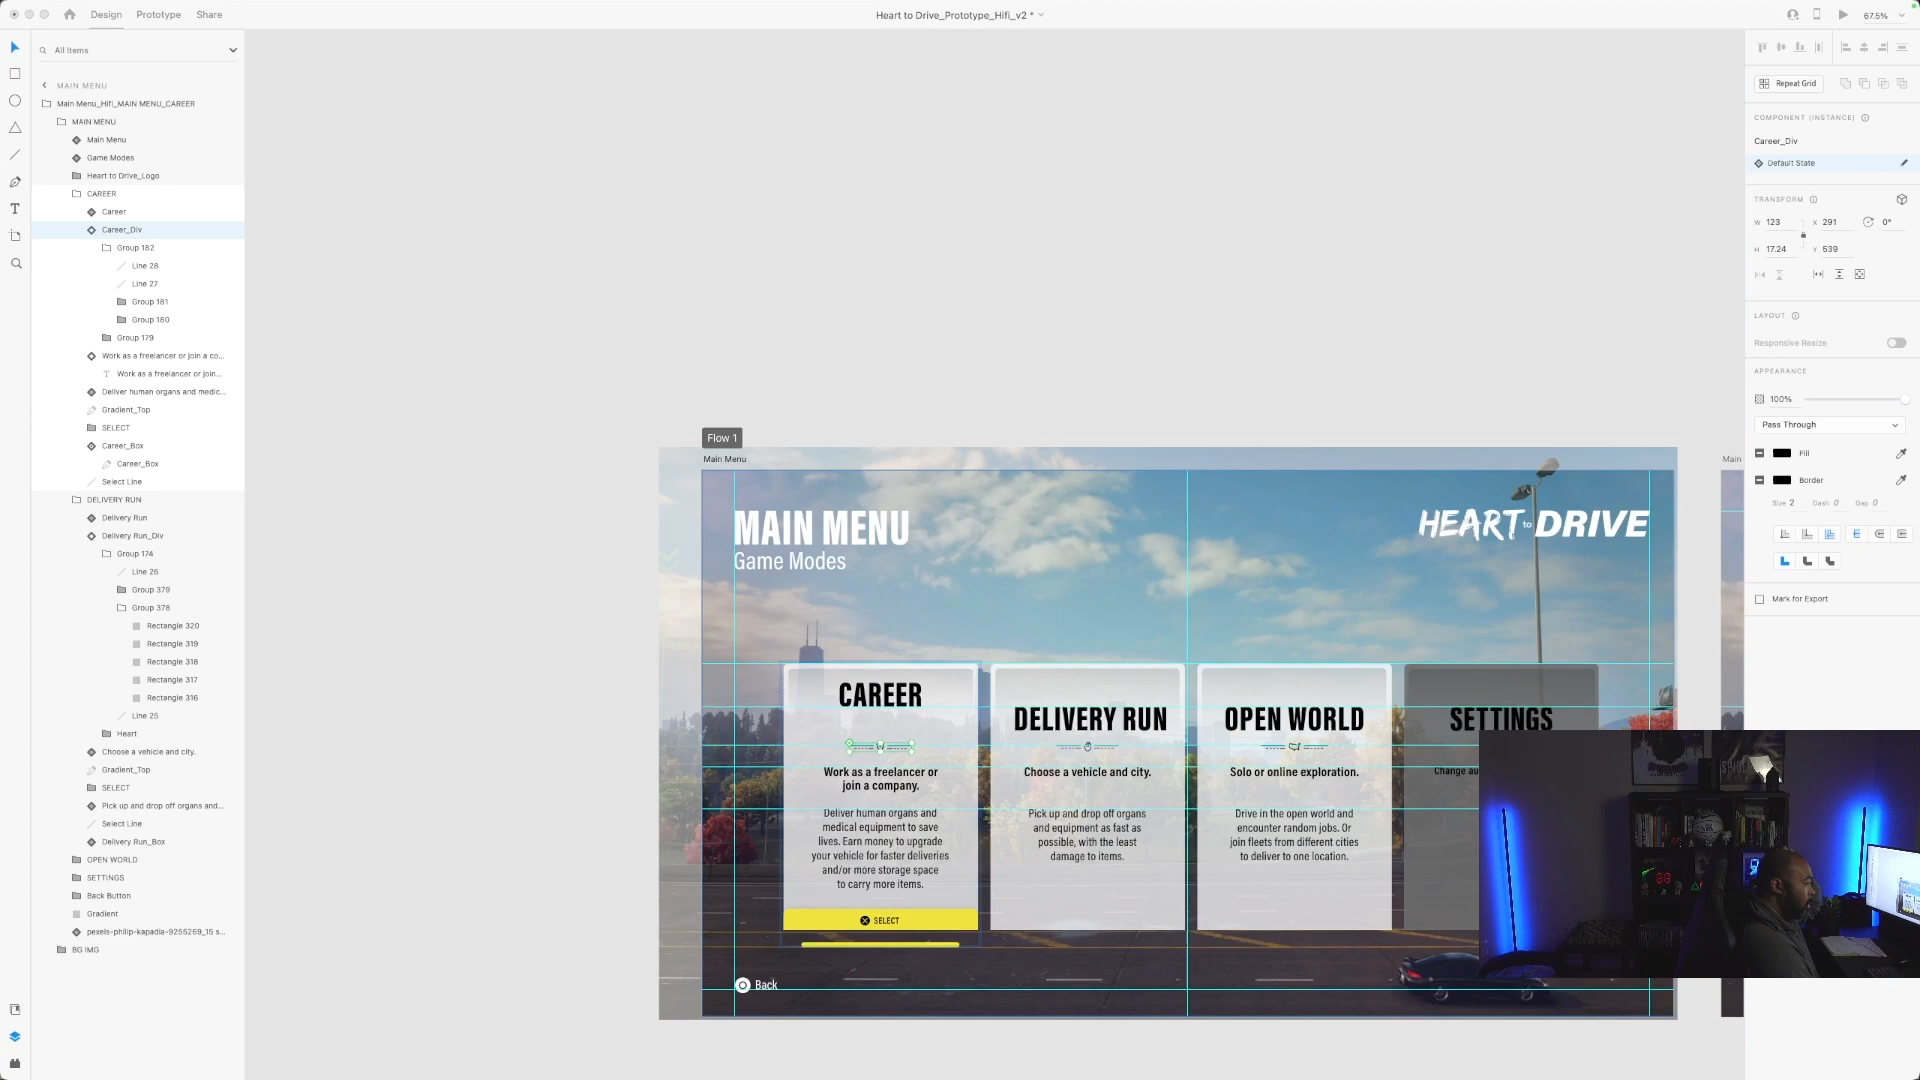 Design Prototype Share
Heart to Drive_Prototype_Hifi_v2 *
67.5%
All Items
MAIN MENU
Main Menu_Hifi_MAIN MENU_CAREER
MAIN MENU
Main Menu
Game Modes
Heart to Drive_Logo
CAREER
Career
Career_Div
Group 182
Line 28
Line 27
Group 181
Group 180
Group 179
Work as a freelancer or join a co...
Work as a freelancer or join...
Deliver human organs and medic...
Gradient_Top
SELECT
Career_Box
Career_Box
Select Line
DELIVERY RUN
Delivery Run
Delivery Run_Div
Group 174
Line 26
Group 379
Group 378
Rectangle 320
Rectangle 319
Rectangle 318
Rectangle 317
Rectangle 316
Line 25
Heart
Choose a vehicle and city.
Gradient_Top
SELECT
Pick up and drop off organs and...
Select Line
Delivery Run_Box
OPEN WORLD
SETTINGS
Back Button
Gradient
pexels-philip-kapadia-9255269_15 s...
BG IMG
Flow 1
Main Menu
Main
MAIN MENU
Game Modes
HEART to DRIVE
CAREER
Work as a freelancer or
join a company.
Deliver human organs and
medical equipment to save
lives. Earn money to upgrade
your vehicle for faster deliveries
and/or more storage space
to carry more items.
SELECT
DELIVERY RUN
Choose a vehicle and city.
Pick up and drop off organs
and equipment as fast as
possible, with the least
damage to items.
OPEN WORLD
Solo or online exploration.
Drive in the open world and
encounter random jobs. Or
join fleets from different cities
to deliver to one location.
SETTINGS
Change au
Back
Repeat Grid
COMPONENT (INSTANCE)
Career_Div
Default State
TRANSFORM
W 123 X 291 0°
H 17.24 Y 539
LAYOUT
Responsive Resize
APPEARANCE
100%
Pass Through
Fill
Border
Size 2 Dash 0 Gap 0
Mark for Export